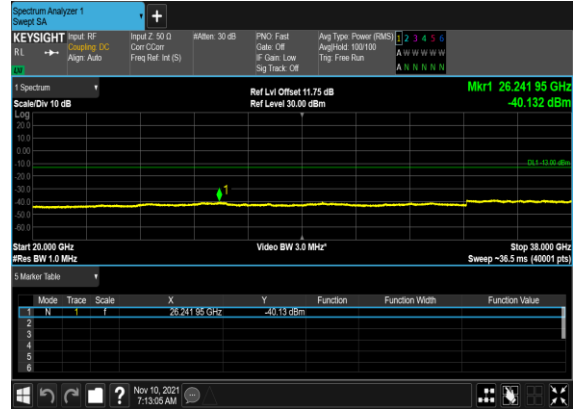 Spectrum Analyzer 1
Swept SA
+
KEYSIGHT
RL
Input: RF
Coupling: DC
Align: Auto
Input Z: 50 Ω
Corr CCorr
Freq Ref: Int (S)
#Atten: 30 dB
PNO: Fast
Gate: Off
IF Gain: Low
Sig Track: Off
Avg Type: Power (RMS)
Avg|Hold: 100/100
Trig: Free Run
1 2 3 4 5 6
A W W W W W
A N N N N N
1 Spectrum
Scale/Div 10 dB
Ref Lvl Offset 11.75 dB
Ref Level 30.00 dBm
Mkr1 26.241 95 GHz
-40.132 dBm
Log
20.0
10.0
0.00
-10.0
-20.0
-30.0
-40.0
-50.0
-60.0
DL1 -13.00 dBm
1
Start 20.000 GHz
#Res BW 1.0 MHz
Video BW 3.0 MHz*
Stop 38.000 GHz
Sweep ~36.5 ms (40001 pts)
5 Marker Table
Mode Trace Scale X Y Function Function Width Function Value
1 N 1 f 26.241 95 GHz -40.13 dBm
2
3
4
5
6
?
Nov 10, 2021
7:13:05 AM